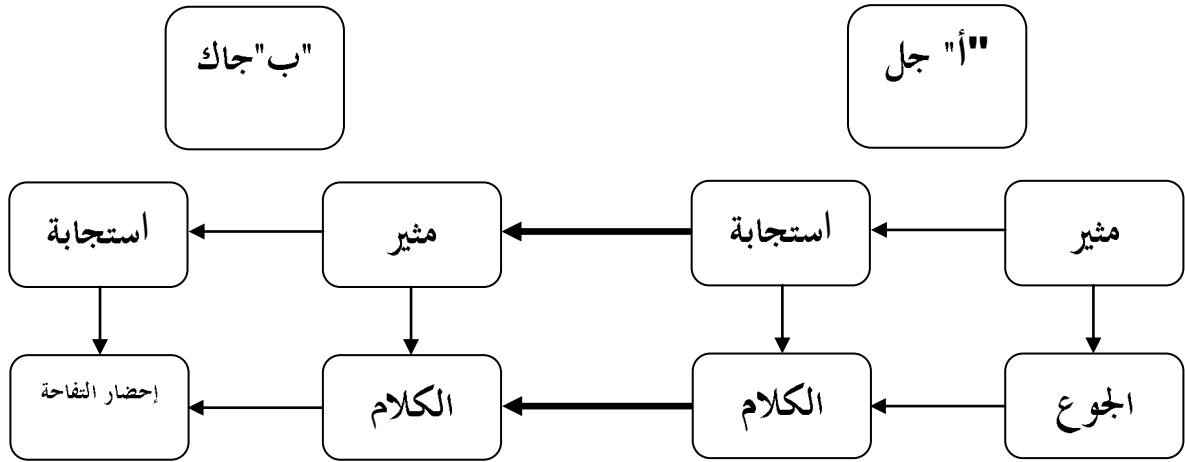 "أ" جل
"ب"جاك
مثير
استجابة
مثير
استجابة
الجوع
الكلام
الكلام
إحضار التفاحة